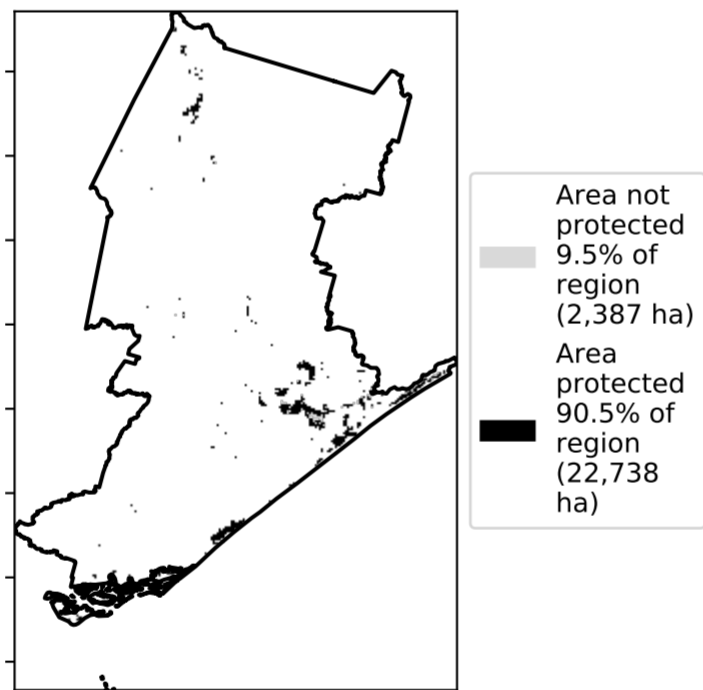 Area not
protected
9.5% of
region
(2,387 ha)
Area
protected
90.5% of
region
(22,738
ha)